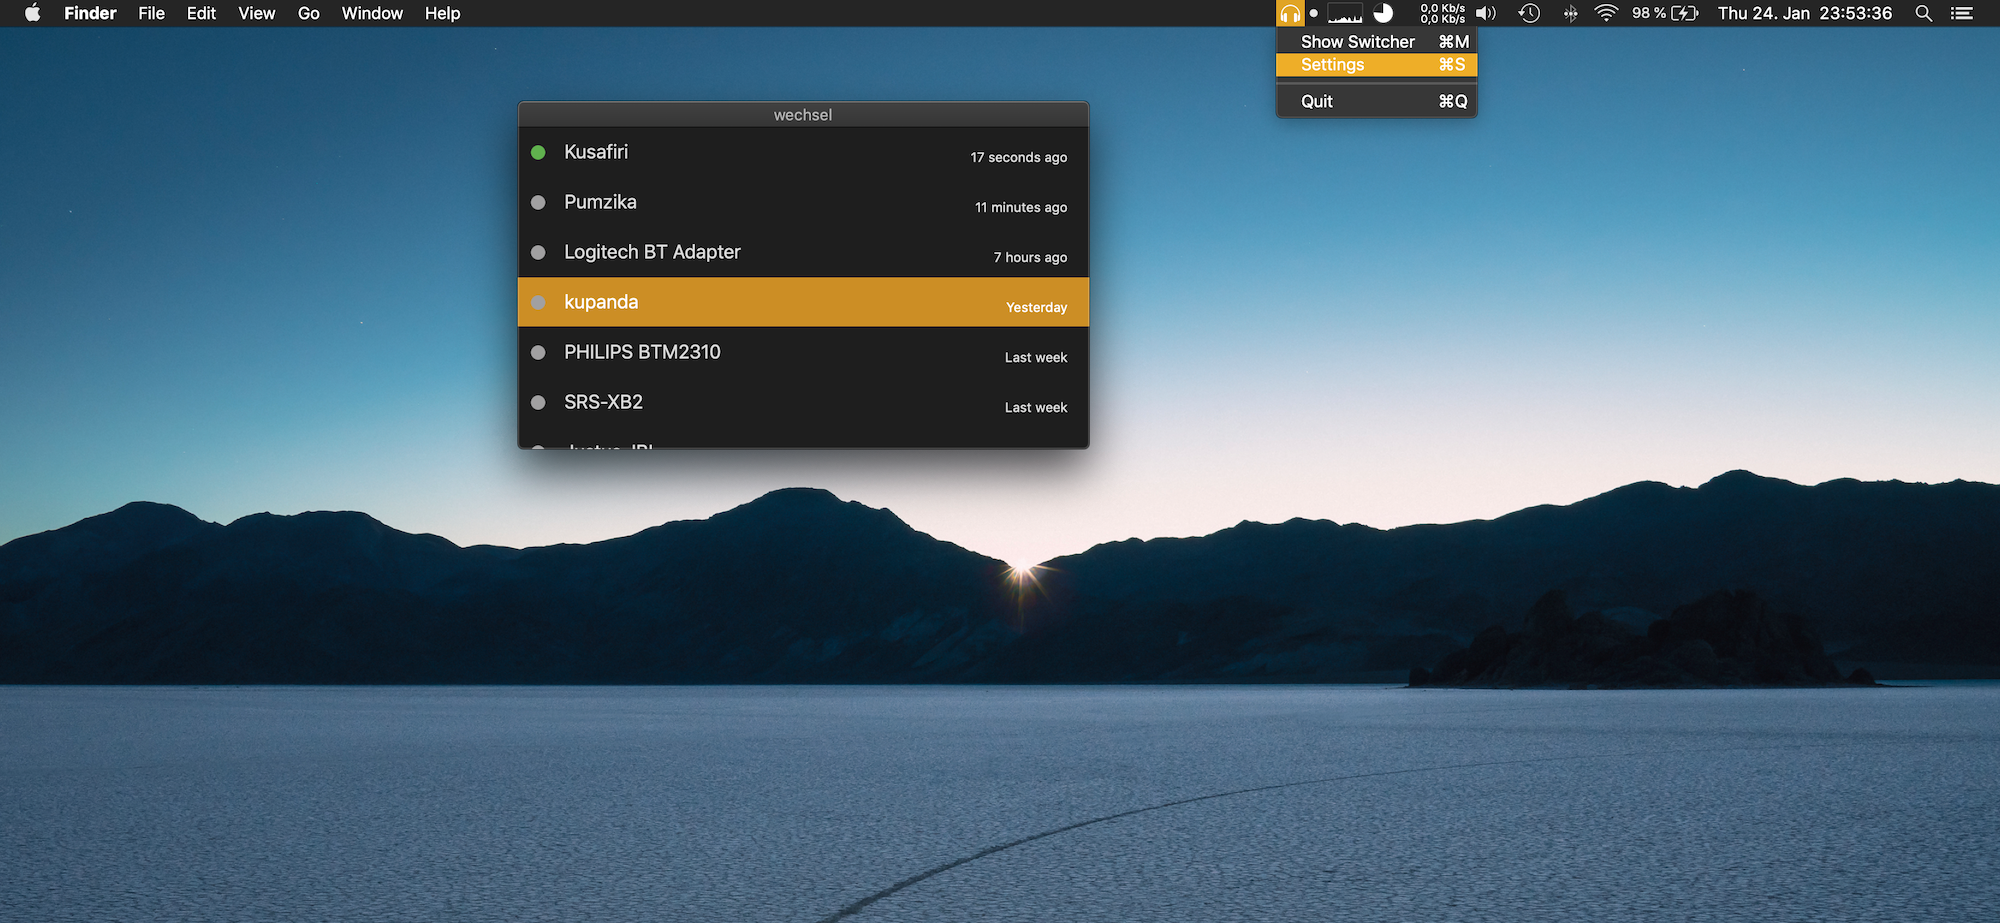 Finder File Edit View Go Window Help
0,0 Kb/s
0,0 Kb/s
98 % Thu 24. Jan 23:53:36
Show Switcher ⌘M
Settings ⌘S
Quit ⌘Q
wechsel
Kusafiri 17 seconds ago
Pumzika 11 minutes ago
Logitech BT Adapter 7 hours ago
kupanda Yesterday
PHILIPS BTM2310 Last week
SRS-XB2 Last week